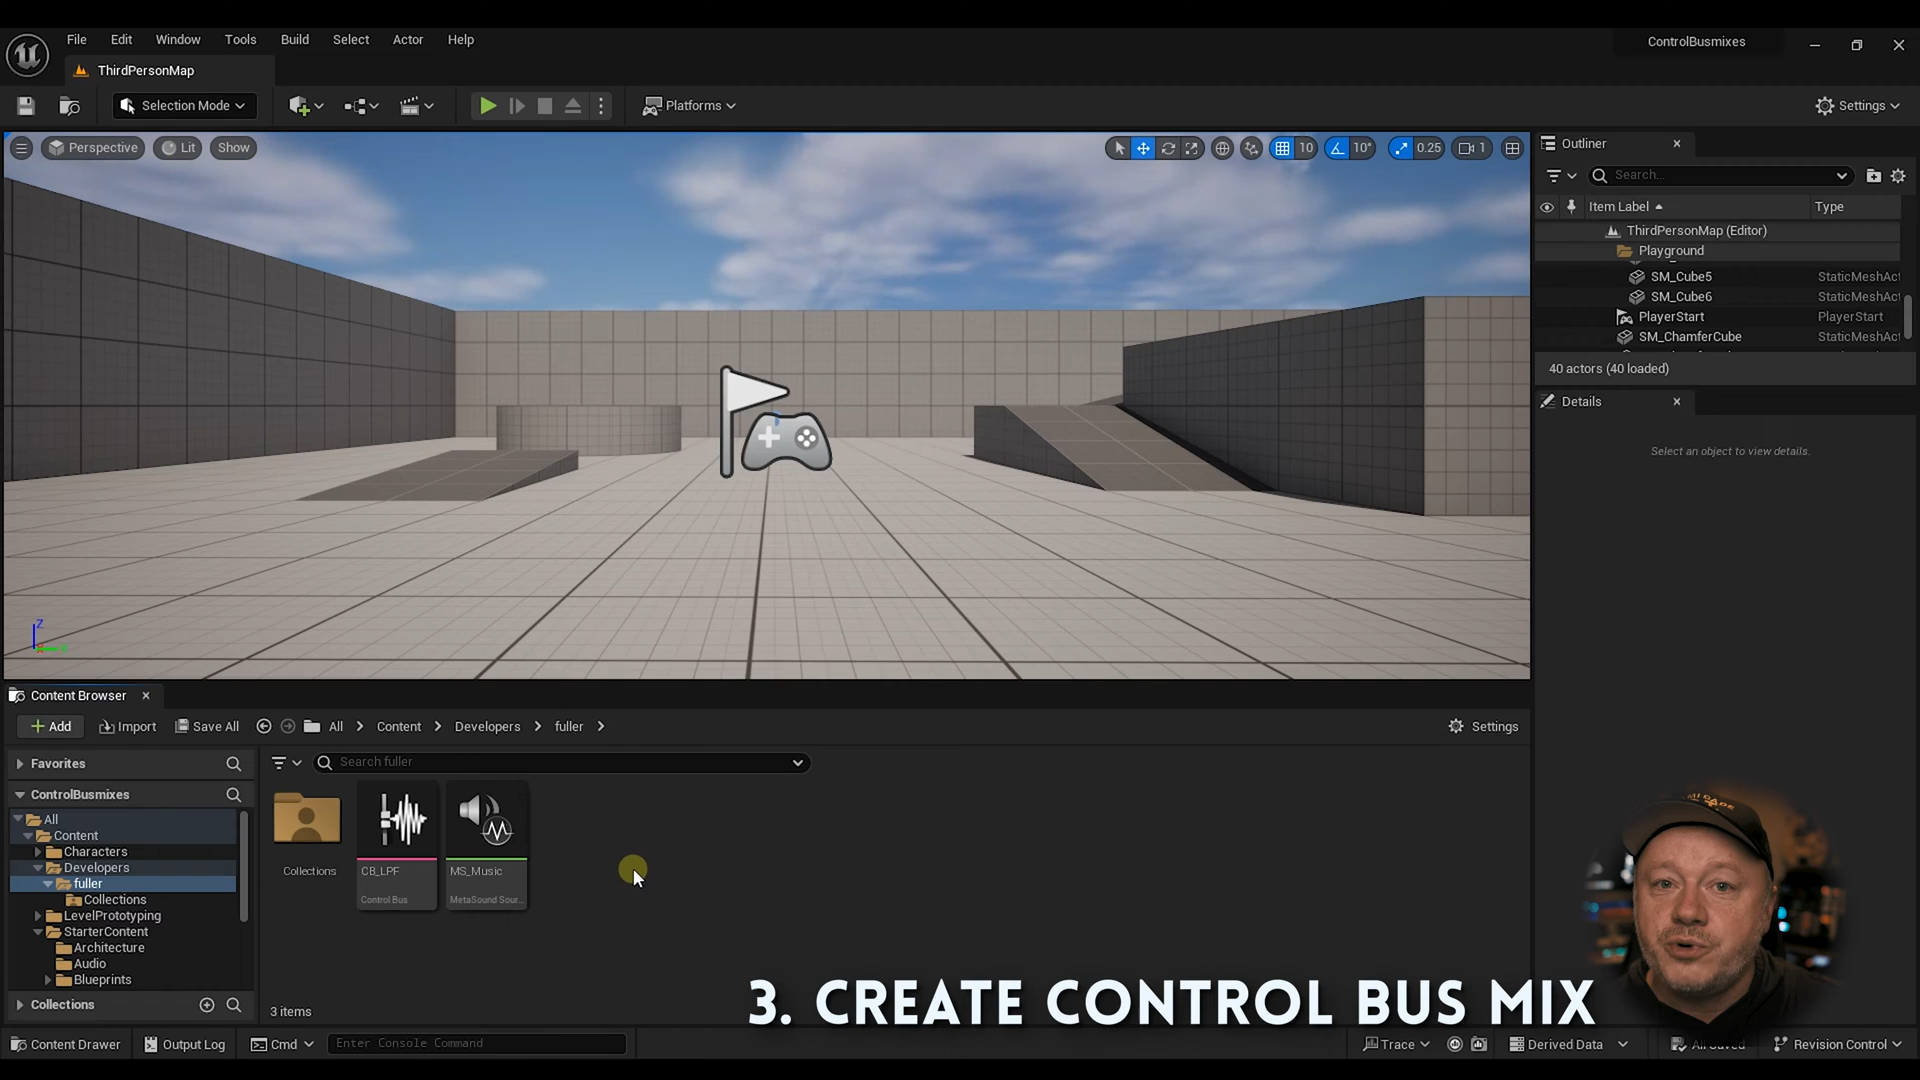 File Edit Window Tools Build Select Actor Help
ControlBusmixes
ThirdPersonMap
Selection Mode
Platforms
Settings
Perspective Lit Show
10 10° 0.25 1
Outliner
Search...
Item Label Type
ThirdPersonMap (Editor)
Playground
SM_Cube5 StaticMeshAct
SM_Cube6 StaticMeshAct
PlayerStart PlayerStart
SM_ChamferCube StaticMeshAct
40 actors (40 loaded)
Details
Select an object to view details.
Z
Content Browser
Add Import Save All All Content Developers fuller Settings
Favorites
Search fuller
ControlBusmixes
All
Content
Characters
Developers
fuller
Collections
LevelPrototyping
StarterContent
Architecture
Audio
Blueprints
Collections
Collections
CB_LPF
Control Bus
MS_Music
MetaSound Sour...
3 items
3. CREATE CONTROL BUS MIX
Content Drawer Output Log Cmd Enter Console Command Trace Derived Data All Saved Revision Control